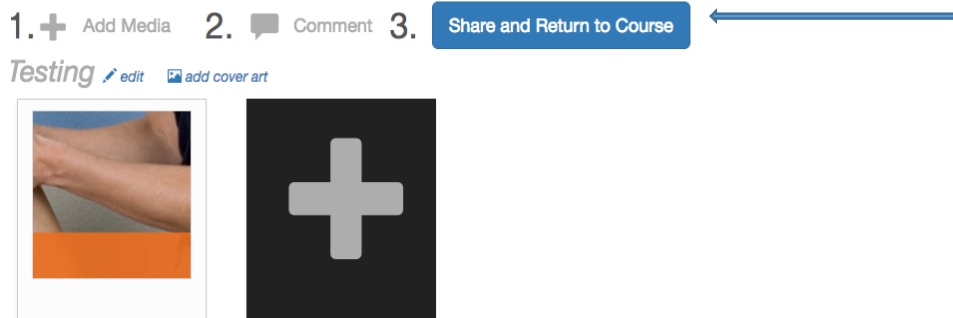 1. Add Media 2. Comment 3. Share and Return to Course
Testing edit add cover art